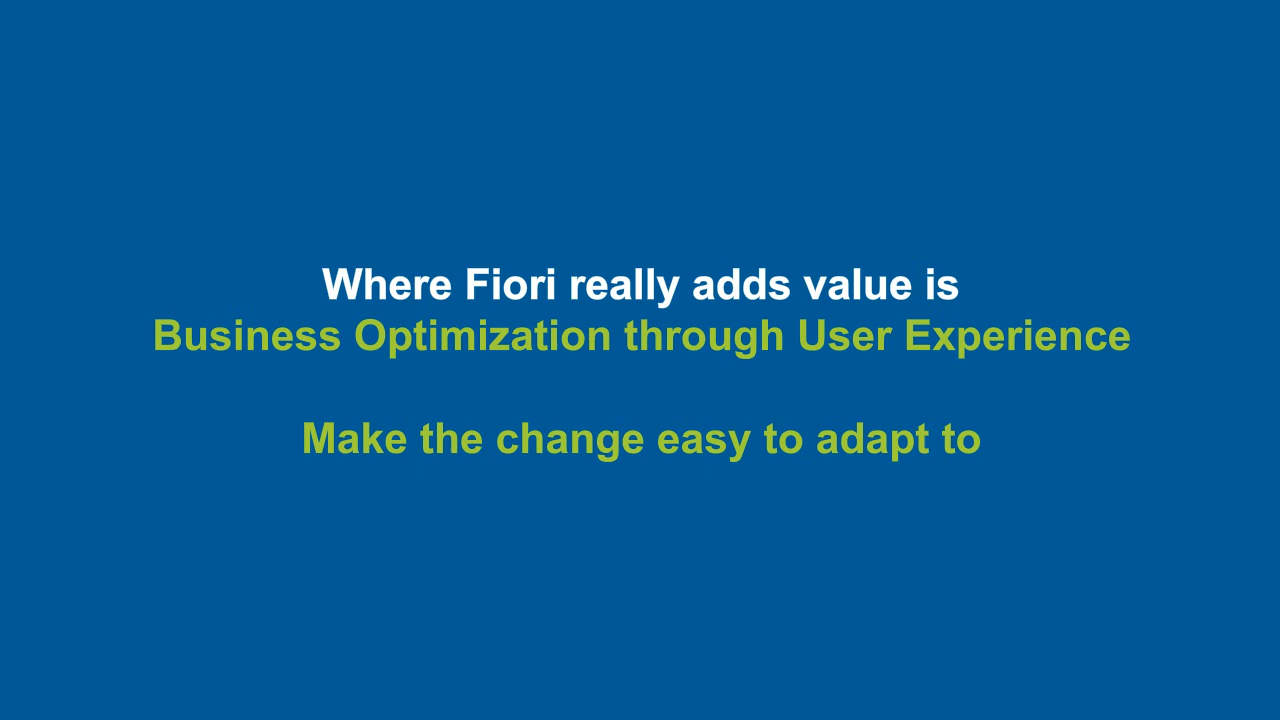 Where Fiori really adds value is
Business Optimization through User Experience
Make the change easy to adapt to